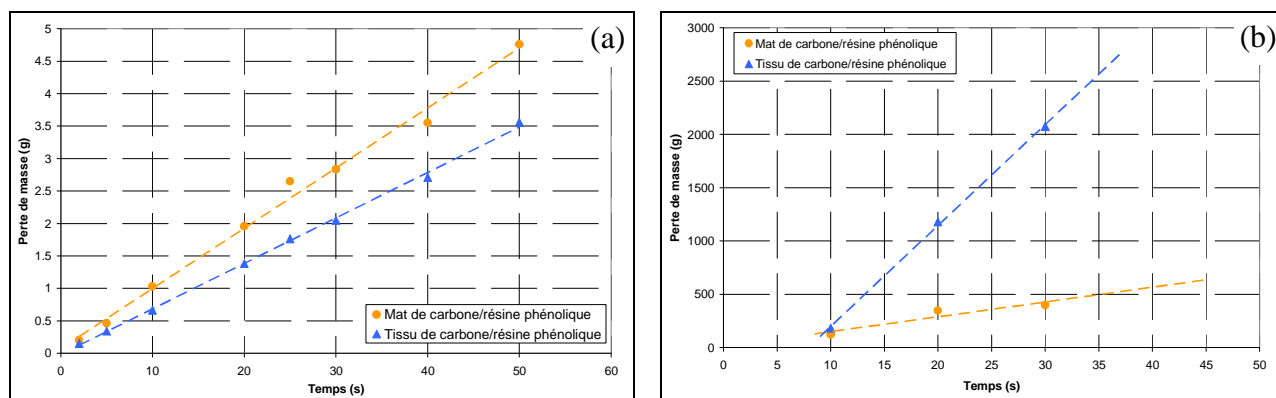 (a)
5
4.5
4
3.5
3
2.5
2
1.5
1
0.5
0
Perte de masse (g)
0 10 20 30 40 50 60
Temps (s)
Mat de carbone/résine phénolique
Tissu de carbone/résine phénolique
(b)
3000
2500
2000
1500
1000
500
0
Perte de masse (g)
0 5 10 15 20 25 30 35 40 45 50
Temps (s)
Mat de carbone/résine phénolique
Tissu de carbone/résine phénolique